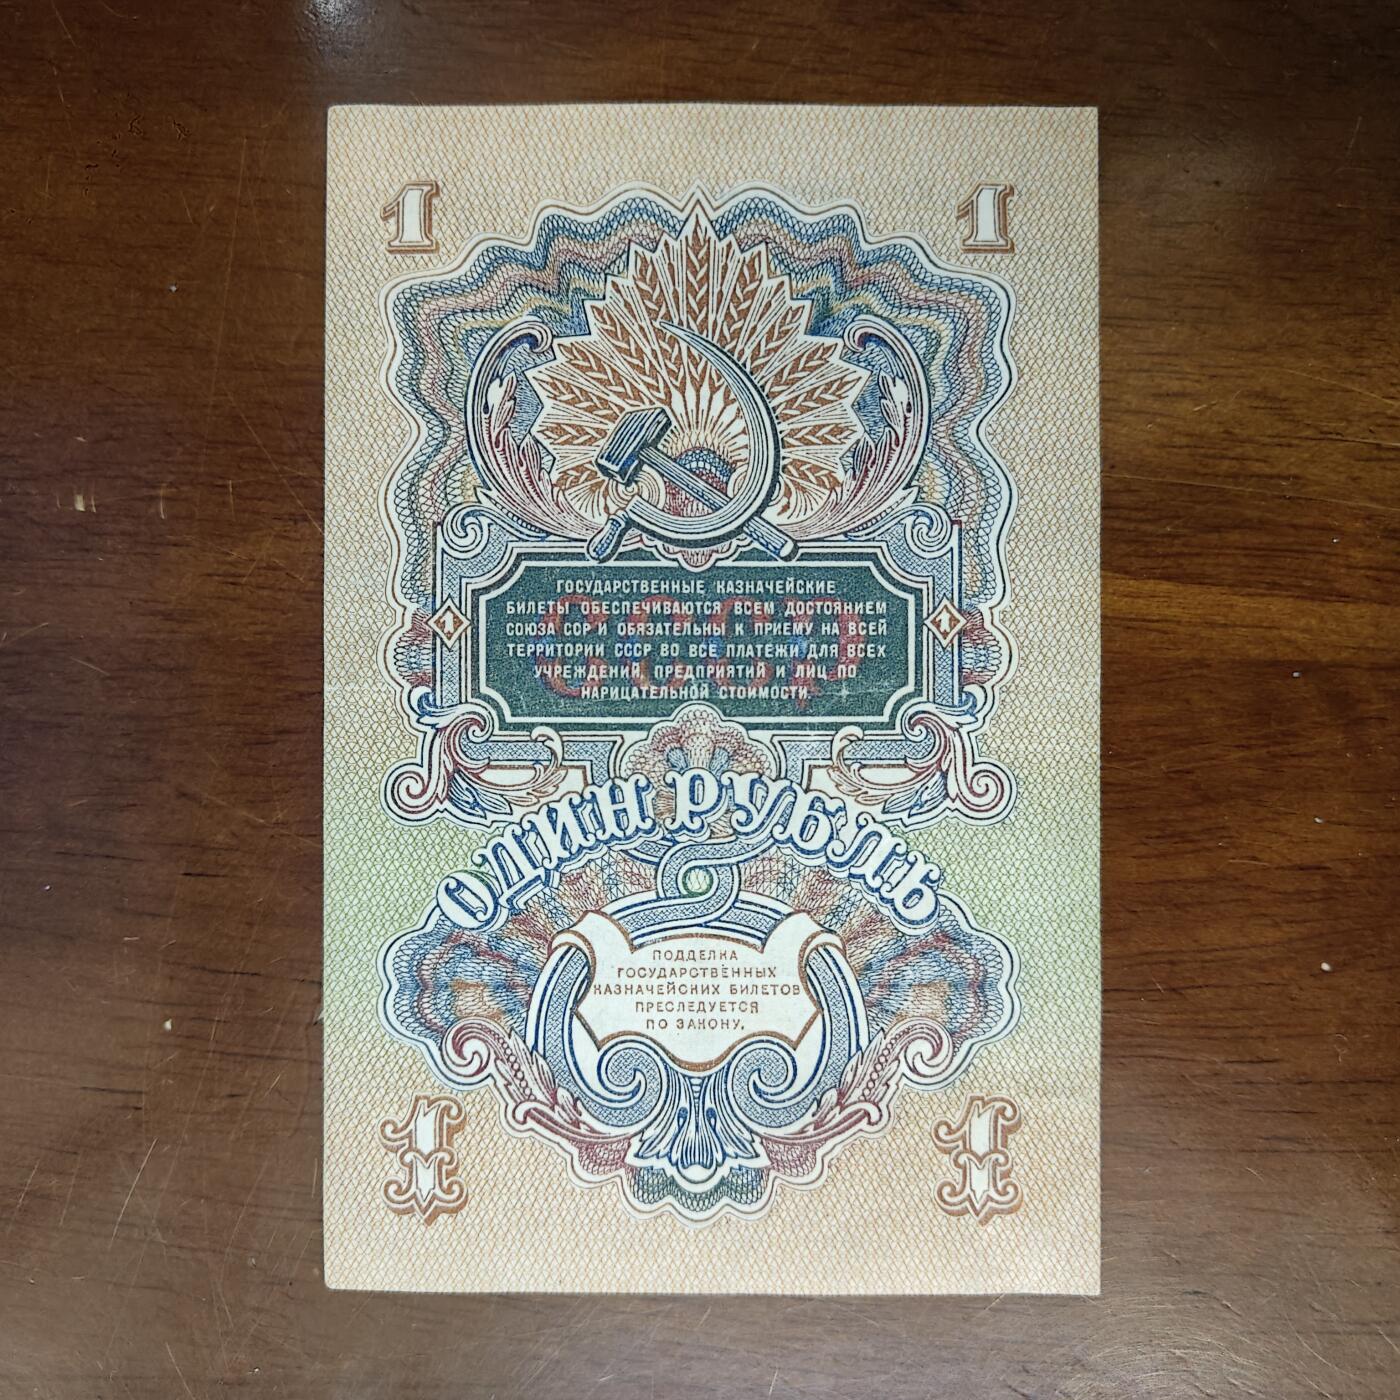 1 1
ГОСУДАРСТВЕННЫЕ КАЗНАЧЕЙСКИЕ
БИЛЕТЫ ОБЕСПЕЧИВАЮТСЯ ВСЕМ ДОСТОЯНИЕМ
СОЮЗА ССР И ОБЯЗАТЕЛЬНЫ К ПРИЕМУ НА ВСЕЙ
ТЕРРИТОРИИ СССР ВО ВСЕ ПЛАТЕЖИ ДЛЯ ВСЕХ
УЧРЕЖДЕНИЙ, ПРЕДПРИЯТИЙ И ЛИЦ ПО
НАРИЦАТЕЛЬНОЙ СТОИМОСТИ.
СССР
1 1
ОДИН РУБЛЬ
ПОДДЕЛКА
ГОСУДАРСТВЕННЫХ
КАЗНАЧЕЙСКИХ БИЛЕТОВ
ПРЕСЛЕДУЕТСЯ
ПО ЗАКОНУ.
1 1